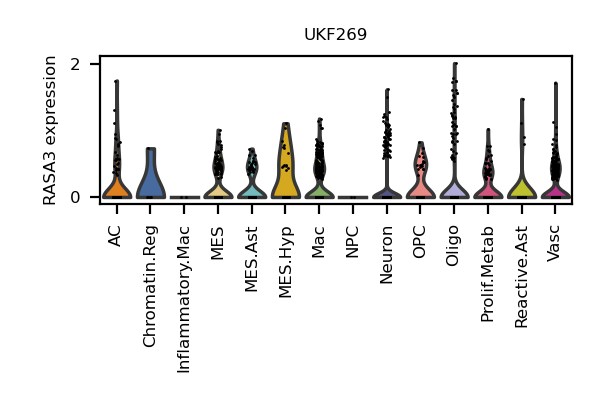 UKF269
RASA3 expression
2
0
AC
Chromatin.Reg
Inflammatory.Mac
MES
MES.Ast
MES.Hyp
Mac
NPC
Neuron
OPC
Oligo
Prolif.Metab
Reactive.Ast
Vasc